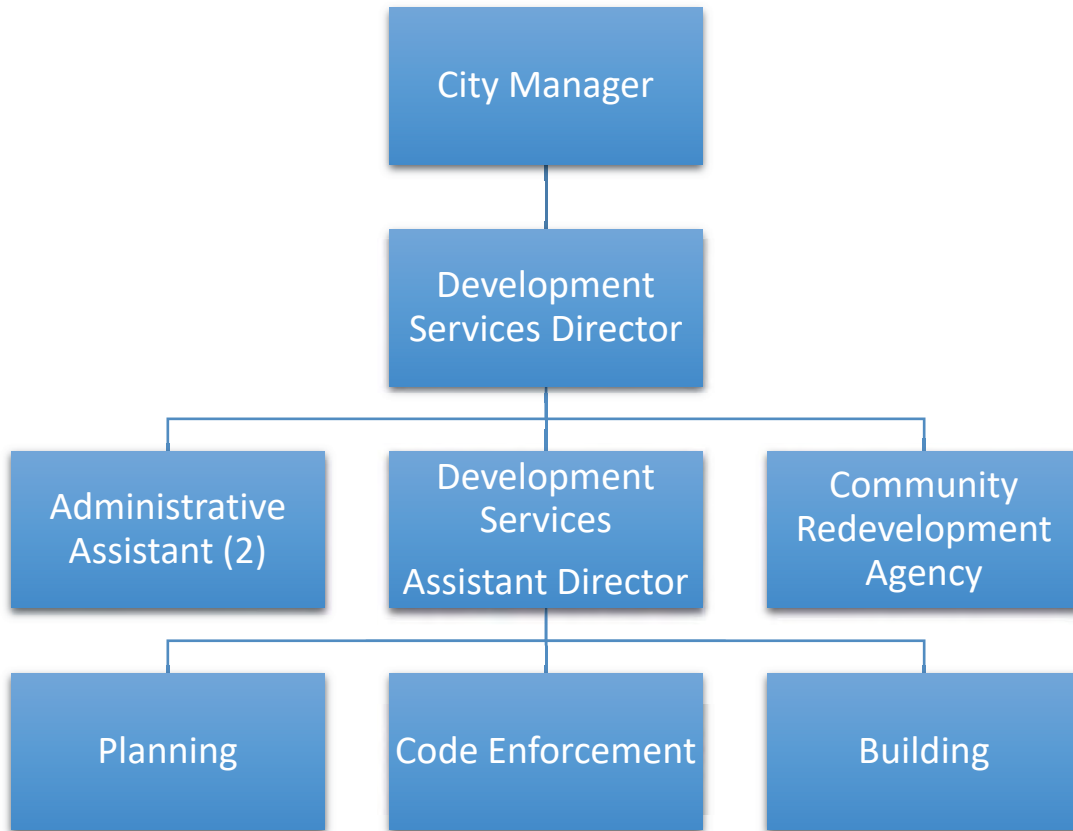 City Manager
Development
Services Director
Administrative
Assistant (2)
Development
Services
Assistant Director
Community
Redevelopment
Agency
Planning
Code Enforcement
Building